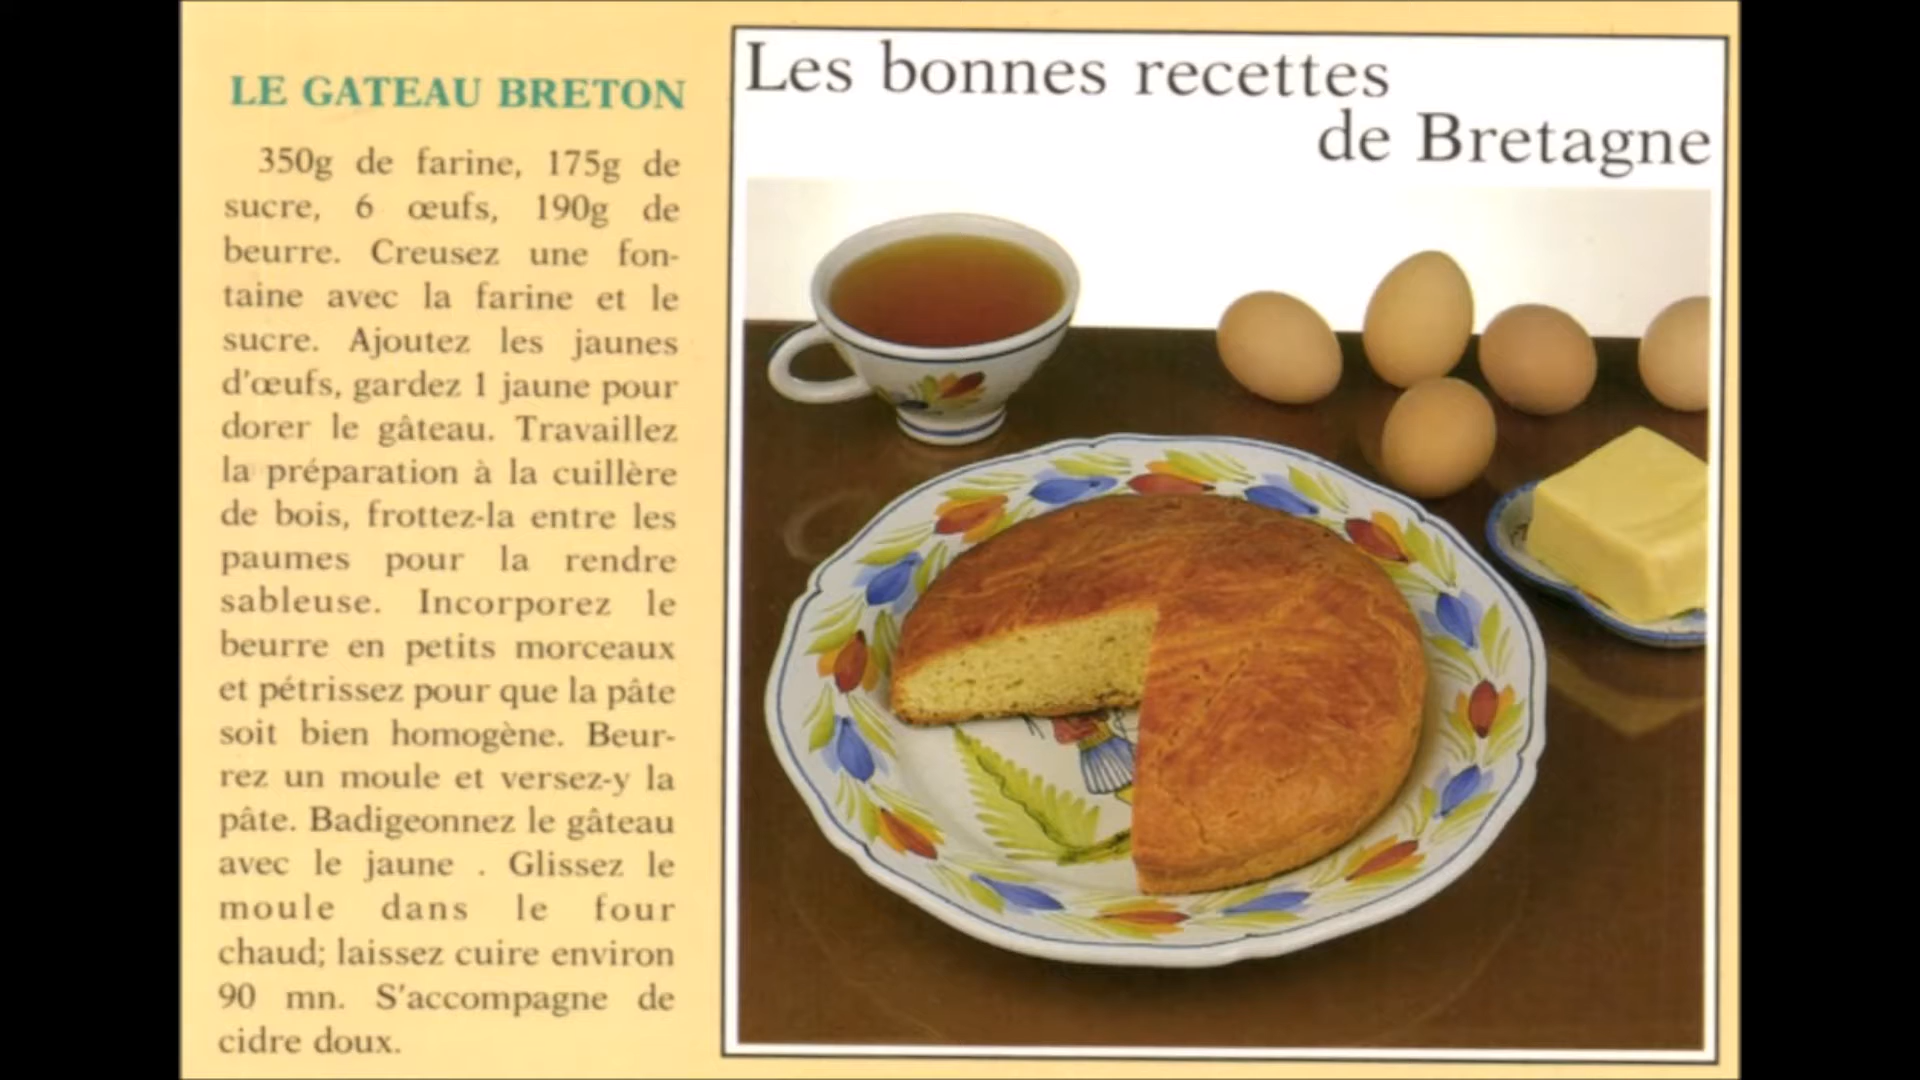 LE GATEAU BRETON
350g de farine, 175g de
sucre, 6 œufs, 190g de
beurre. Creusez une fon-
taine avec la farine et le
sucre. Ajoutez les jaunes
d'œufs, gardez 1 jaune pour
dorer le gâteau. Travaillez
la préparation à la cuillère
de bois, frottez-la entre les
paumes pour la rendre
sableuse. Incorporez le
beurre en petits morceaux
et pétrissez pour que la pâte
soit bien homogène. Beur-
rez un moule et versez-y la
pâte. Badigeonnez le gâteau
avec le jaune . Glissez le
moule dans le four
chaud; laissez cuire environ
90 mn. S'accompagne de
cidre doux.
Les bonnes recettes
de Bretagne